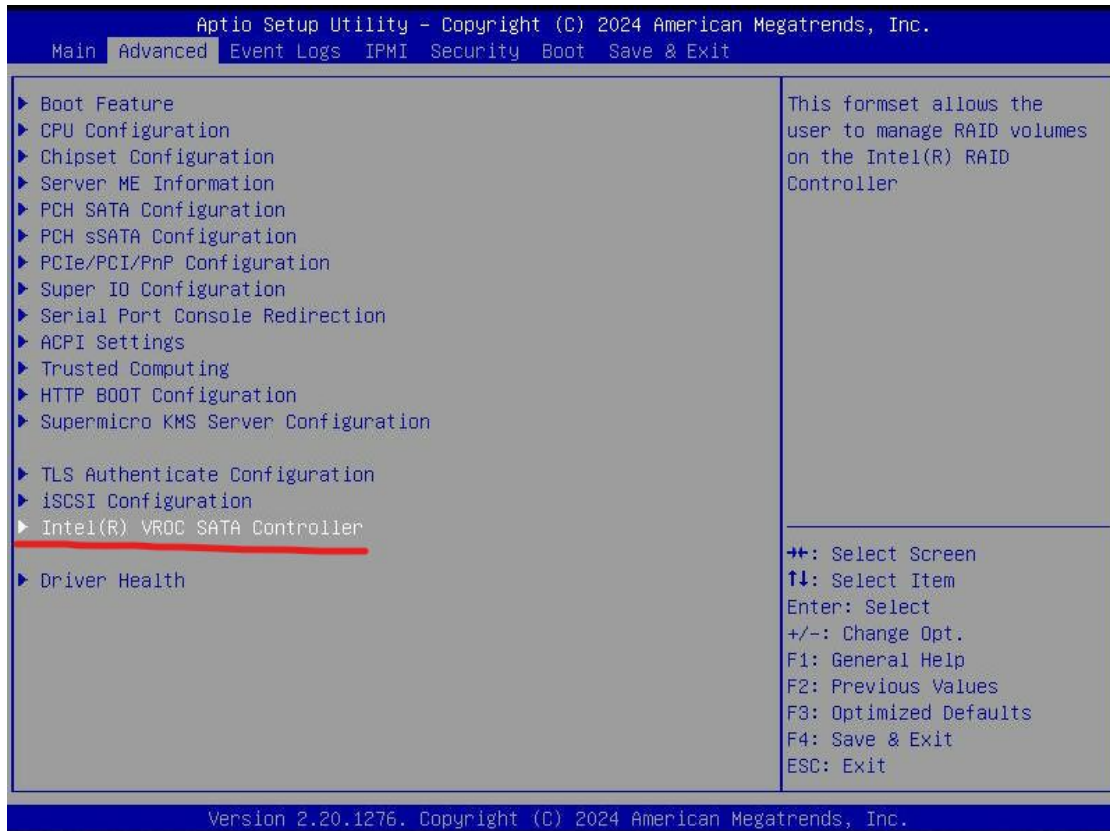 Aptio Setup Utility - Copyright (C) 2024 American Megatrends, Inc.
Main Advanced Event Logs IPMI Security Boot Save & Exit
Boot Feature
CPU Configuration
Chipset Configuration
Server ME Information
PCH SATA Configuration
PCH sSATA Configuration
PCIe/PCI/PnP Configuration
Super IO Configuration
Serial Port Console Redirection
ACPI Settings
Trusted Computing
HTTP BOOT Configuration
Supermicro KMS Server Configuration
TLS Authenticate Configuration
iSCSI Configuration
Intel(R) VROC SATA Controller
Driver Health
This formset allows the
user to manage RAID volumes
on the Intel(R) RAID
Controller
→←: Select Screen
↑↓: Select Item
Enter: Select
+/-: Change Opt.
F1: General Help
F2: Previous Values
F3: Optimized Defaults
F4: Save & Exit
ESC: Exit
Version 2.20.1276. Copyright (C) 2024 American Megatrends, Inc.